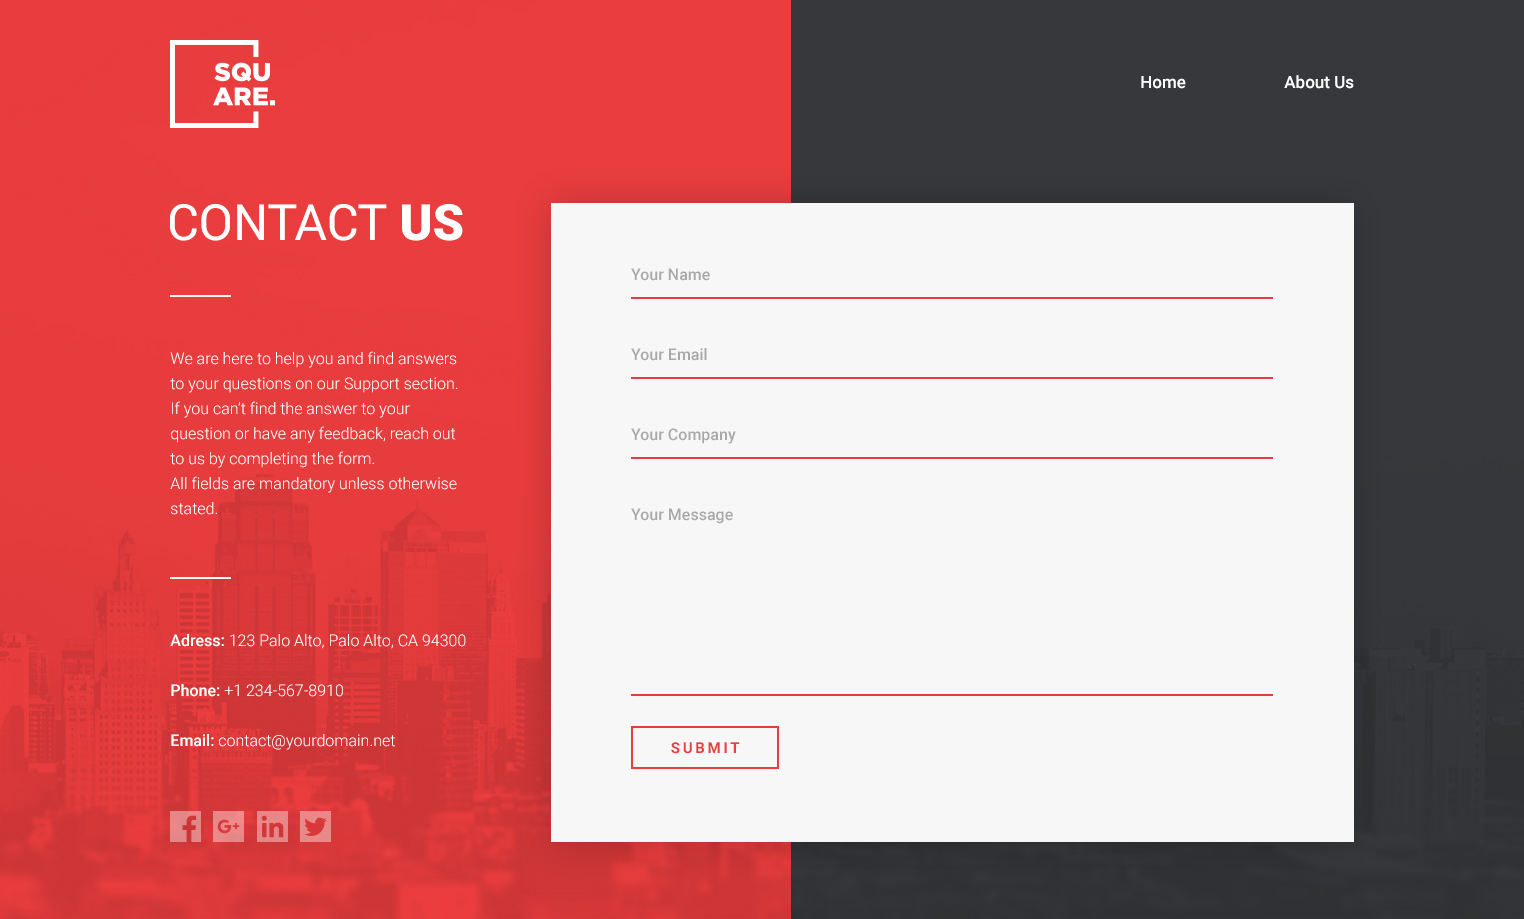 SQU
ARE.
Home
About Us
CONTACT US
We are here to help you and find answers
to your questions on our Support section.
If you can't find the answer to your
question or have any feedback, reach out
to us by completing the form.
All fields are mandatory unless otherwise
stated.
Adress: 123 Palo Alto, Palo Alto, CA 94300
Phone: +1 234-567-8910
Email: contact@yourdomain.net
f G+ in
Your Name
Your Email
Your Company
Your Message
SUBMIT